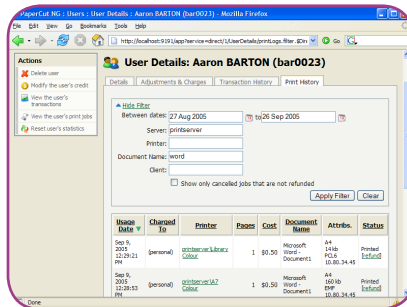 PaperCut NG : Users : User Details : Aaron BARTON (bar0023) - Mozilla Firefox
File Edit View Go Bookmarks Tools Help
http://localhost:9191/app?service=direct/1/UserDetails/printLogs.filter.$Din Go
Actions
Delete user
Modify the user's credit
View the user's transactions
View the user's print jobs
Reset user's statistics
User Details: Aaron BARTON (bar0023)
Details Adjustments & Charges Transaction History Print History
Hide Filter
Between dates: 27 Aug 2005 to 26 Sep 2005
Server: printserver
Printer:
Document Name: word
Client:
Show only cancelled jobs that are not refunded
Apply Filter Clear
Usage Date Charged To Printer Pages Cost Document Name Attribs. Status
Sep 9, 2005 12:29:21 PM (personal) printserver\Library Colour 1 $0.50 Microsoft Word - Document1 A4 14 kb PCL6 10.80.34.45 Printed [refund]
Sep 9, 2005 12:28:53 PM (personal) printserver\A7 Colour 1 $0.50 Microsoft Word - Document1 A4 160 kb EMF 10.80.34.45 Printed [refund]
Done